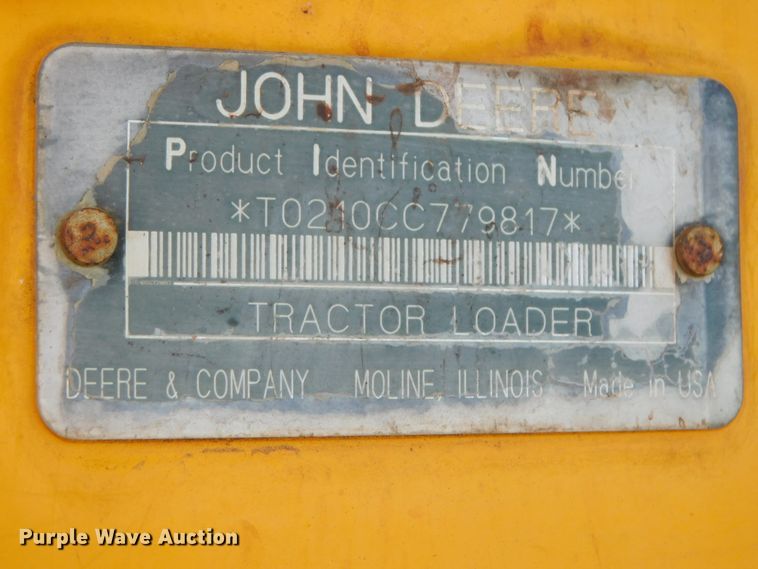 JOHN DEERE
Product Identification Number
*T0210CC779817*
TRACTOR LOADER
DEERE & COMPANY MOLINE, ILLINOIS Made in USA
Purple Wave Auction